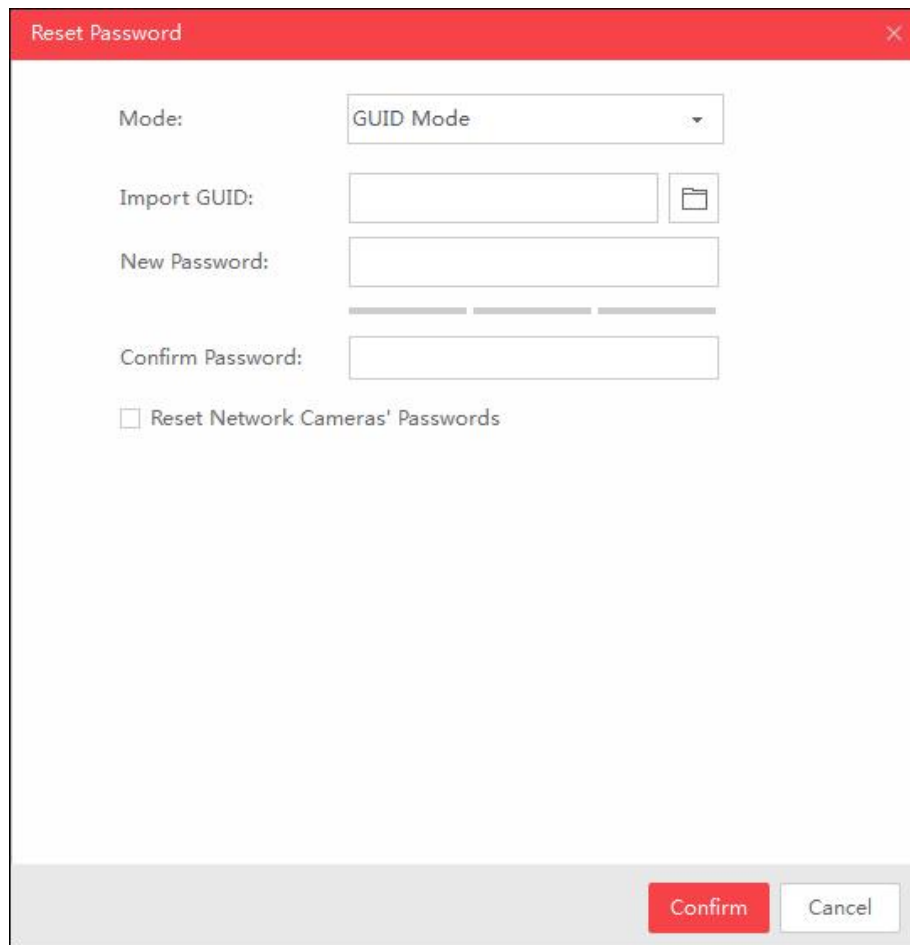 Reset Password
Mode: GUID Mode
Import GUID:
New Password:
Confirm Password:
Reset Network Cameras' Passwords
Confirm Cancel